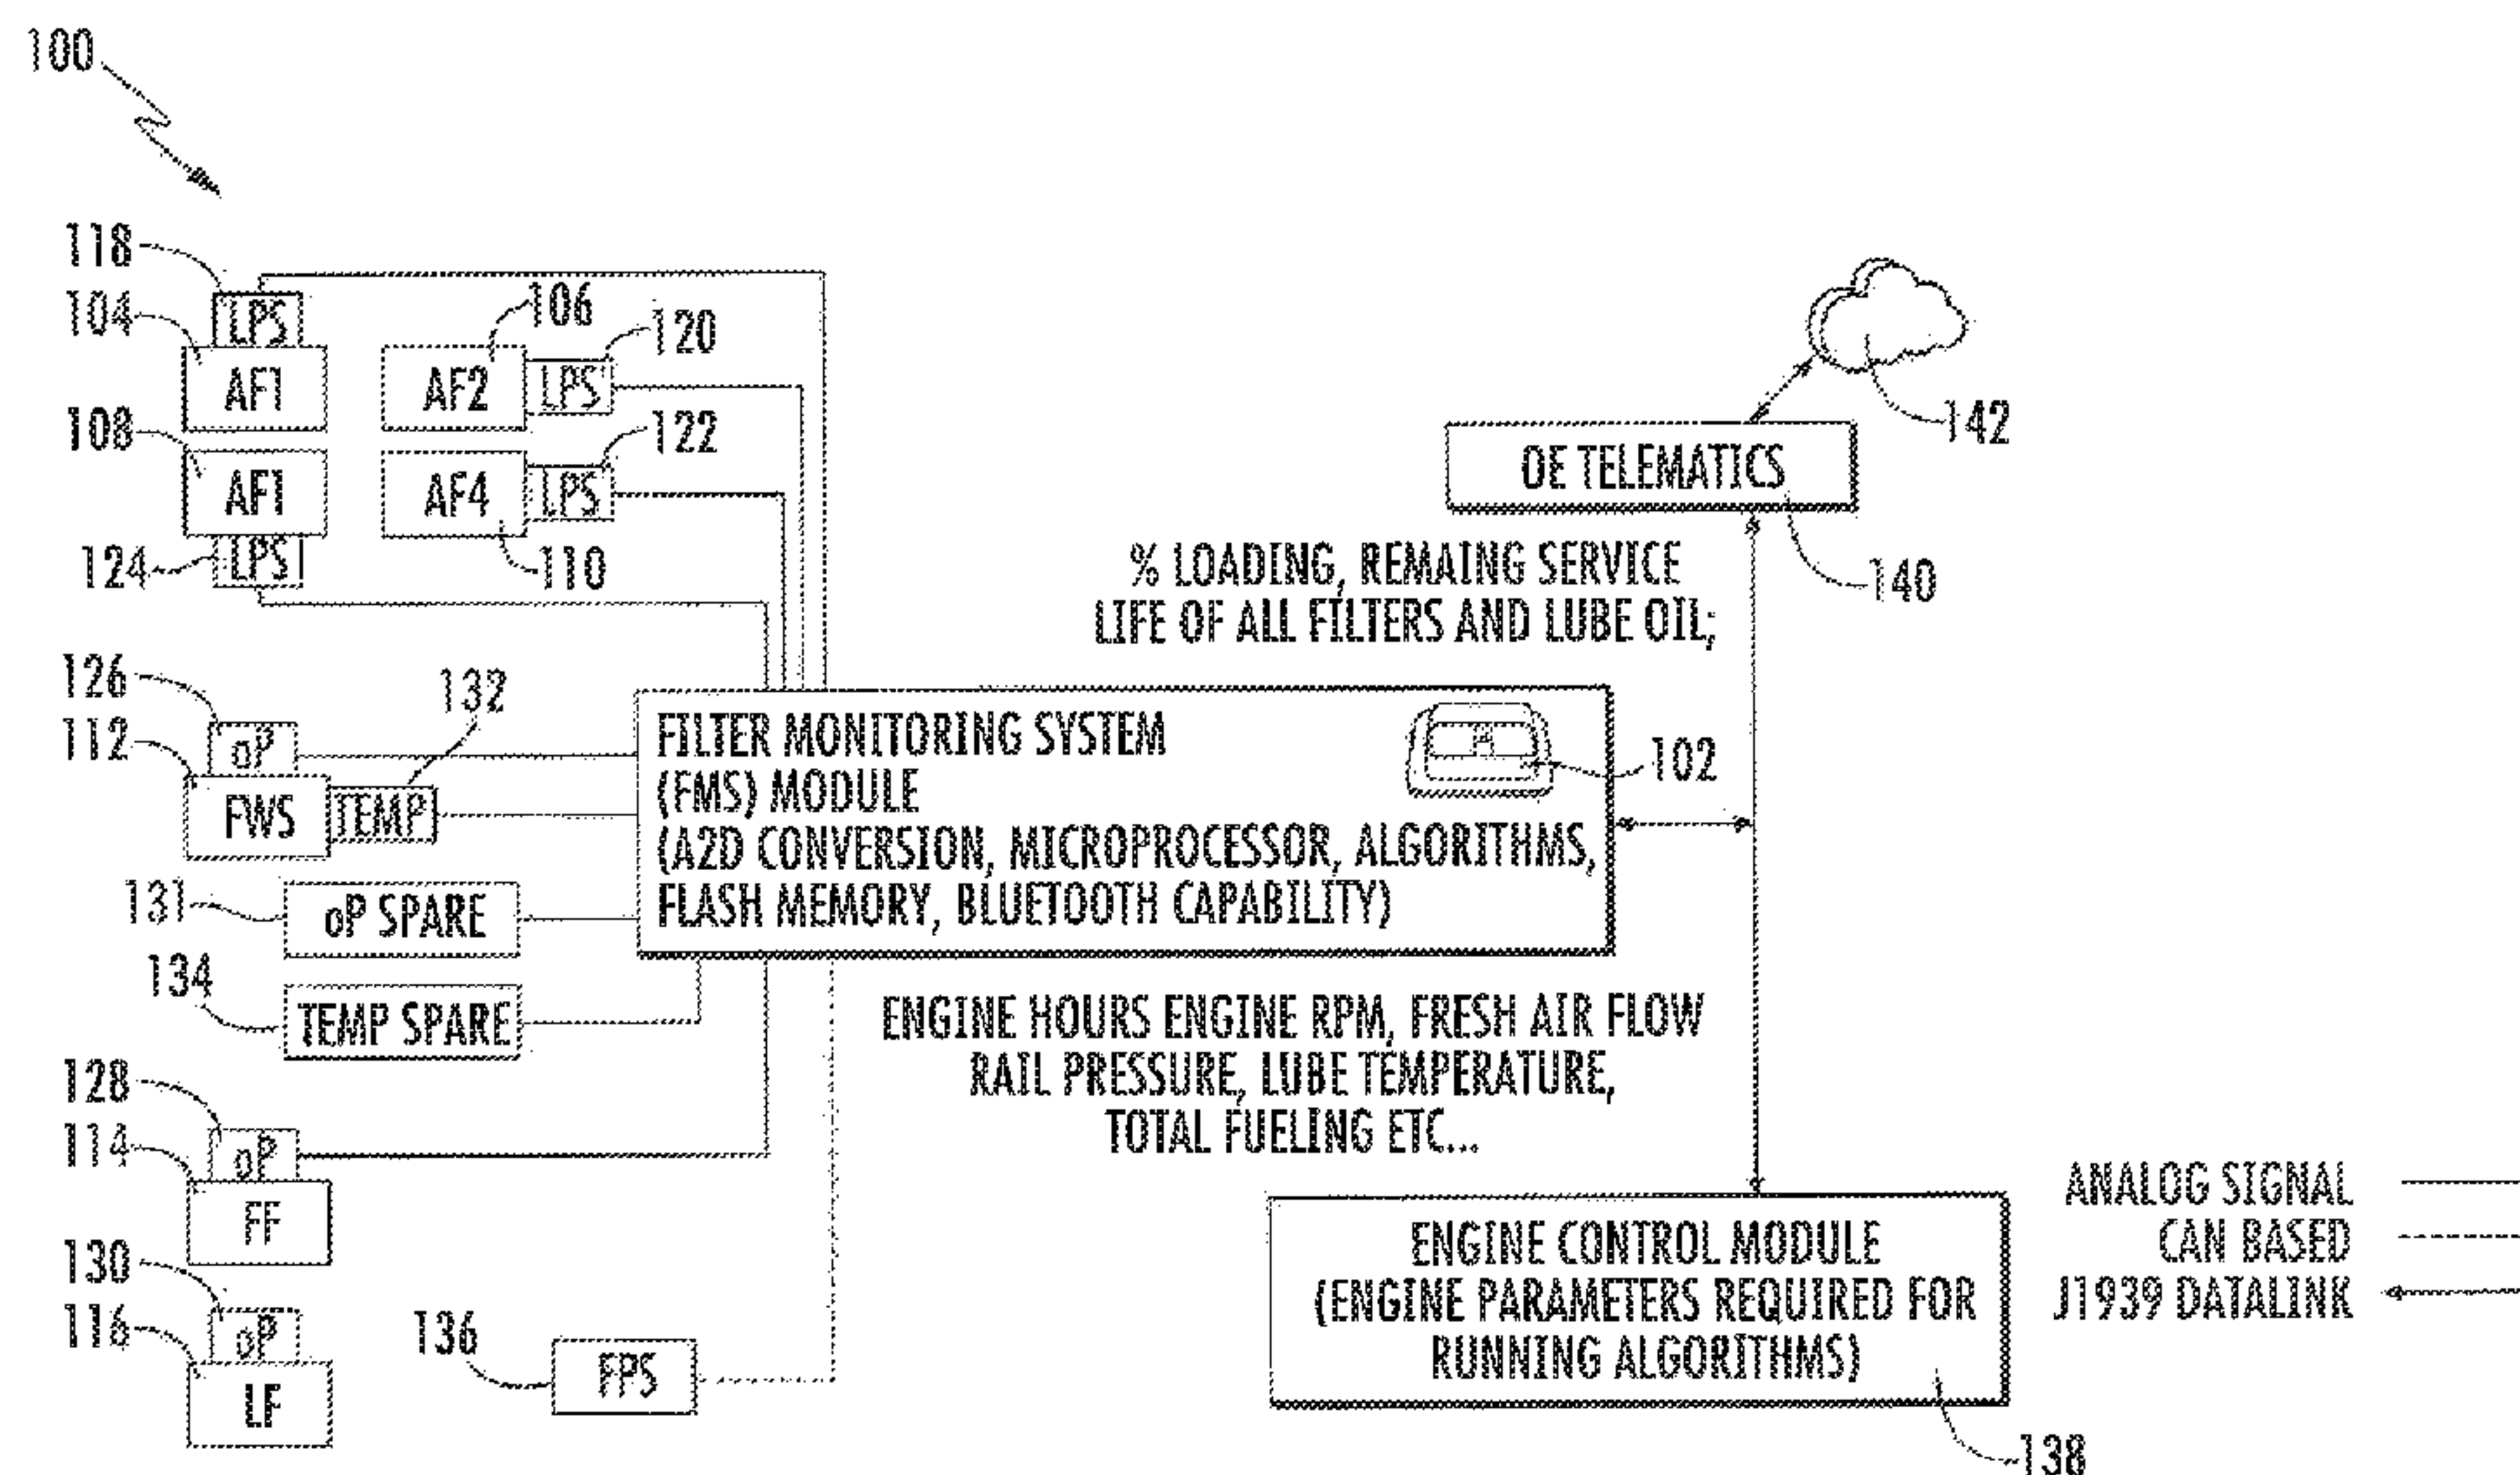 100
118
LPS
104
AF1
106
AF2
120
LPS
108
AF1
122
AF4
LPS
124
LPS
110
142
OE TELEMATICS
140
% LOADING, REMAING SERVICE
LIFE OF ALL FILTERS AND LUBE OIL;
126
oP
132
112
FWS
TEMP
FILTER MONITORING SYSTEM
(FMS) MODULE
(A2D CONVERSION, MICROPROCESSOR, ALGORITHMS,
FLASH MEMORY, BLUETOOTH CAPABILITY)
102
131
oP SPARE
134
TEMP SPARE
ENGINE HOURS ENGINE RPM, FRESH AIR FLOW
RAIL PRESSURE, LUBE TEMPERATURE,
TOTAL FUELING ETC...
128
oP
114
FF
130
oP
116
LF
136
FPS
ENGINE CONTROL MODULE
(ENGINE PARAMETERS REQUIRED FOR
RUNNING ALGORITHMS)
138
ANALOG SIGNAL
CAN BASED
J1939 DATALINK